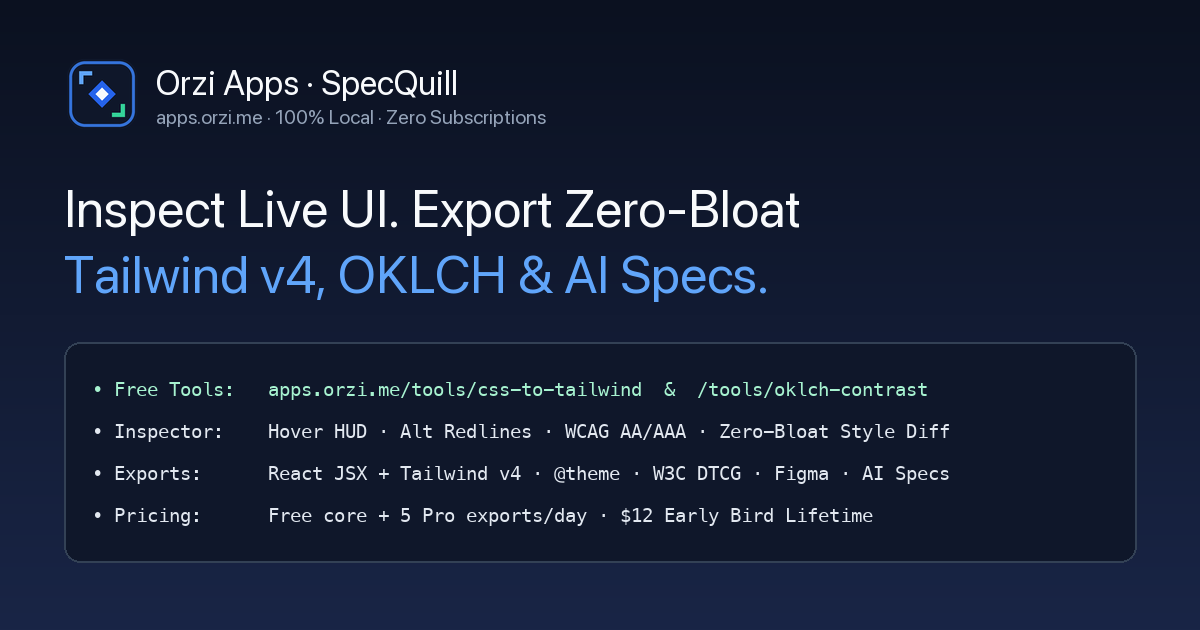 Orzi Apps · SpecQuill
apps.orzi.me · 100% Local · Zero Subscriptions
Inspect Live UI. Export Zero-Bloat
Tailwind v4, OKLCH & AI Specs.
• Free Tools: apps.orzi.me/tools/css-to-tailwind & /tools/oklch-contrast
• Inspector: Hover HUD · Alt Redlines · WCAG AA/AAA · Zero-Bloat Style Diff
• Exports: React JSX + Tailwind v4 · @theme · W3C DTCG · Figma · AI Specs
• Pricing: Free core + 5 Pro exports/day · $12 Early Bird Lifetime